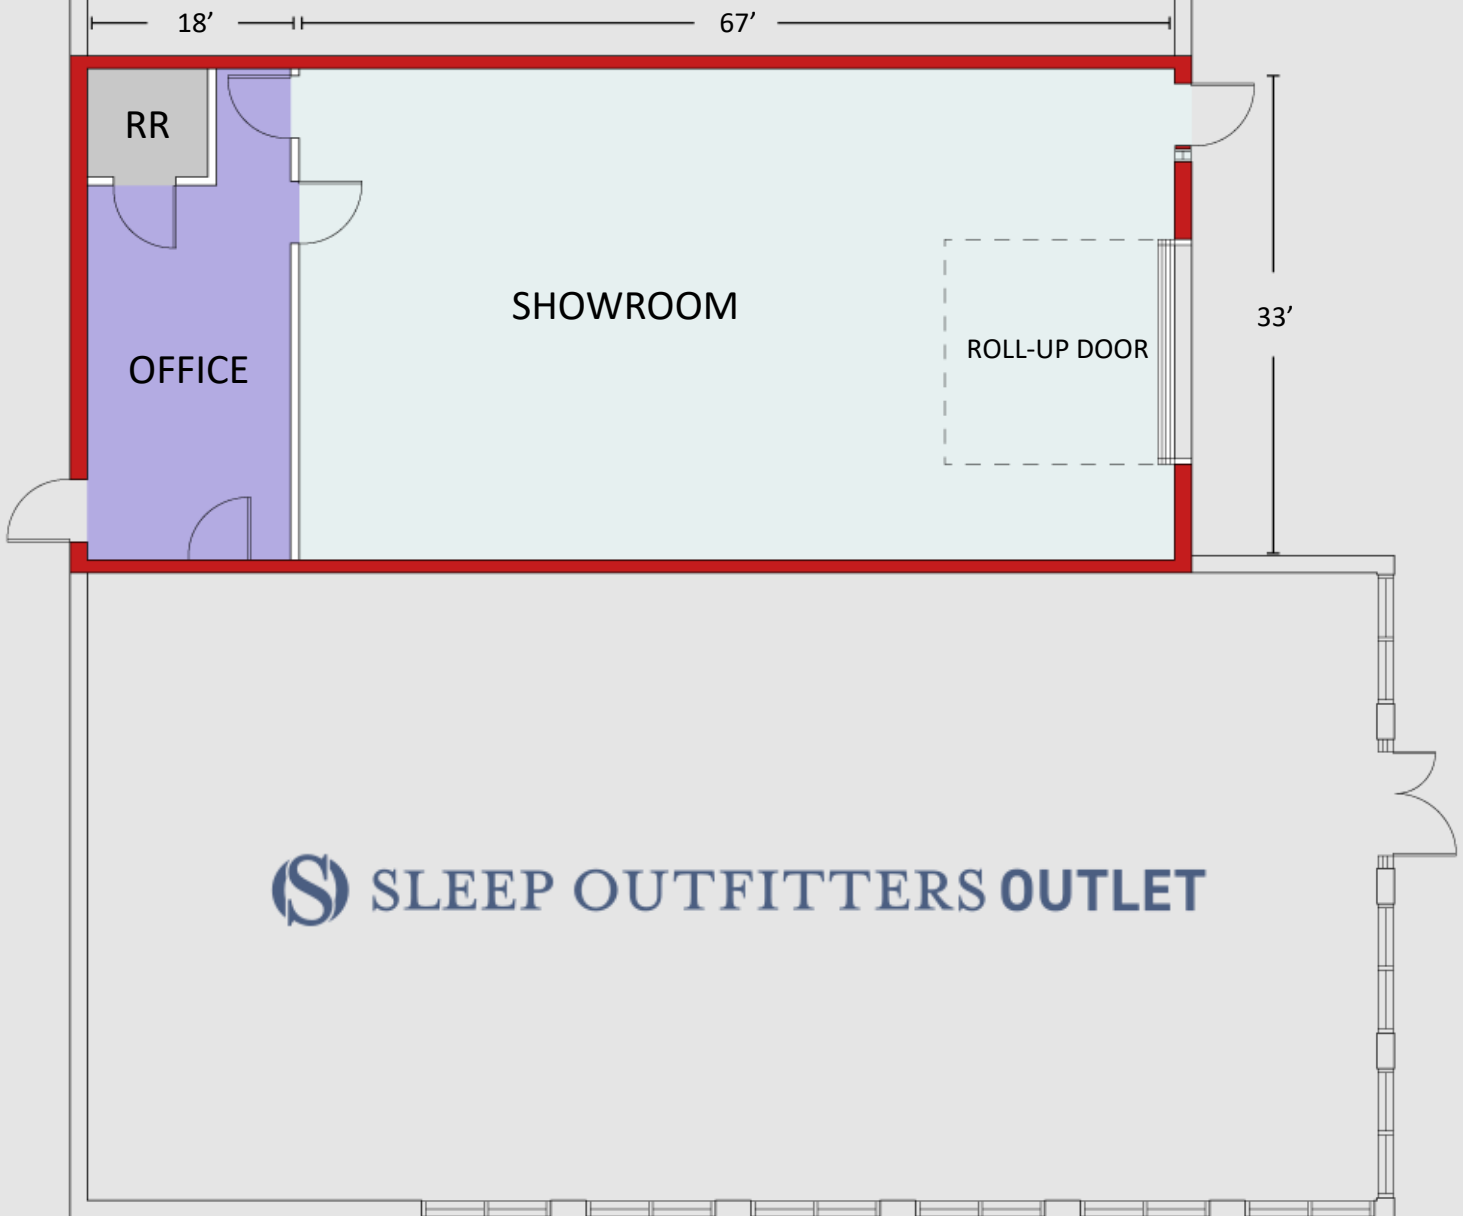 18’ 67’
RR
SHOWROOM
33’
ROLL-UP DOOR
OFFICE
S SLEEP OUTFITTERS OUTLET